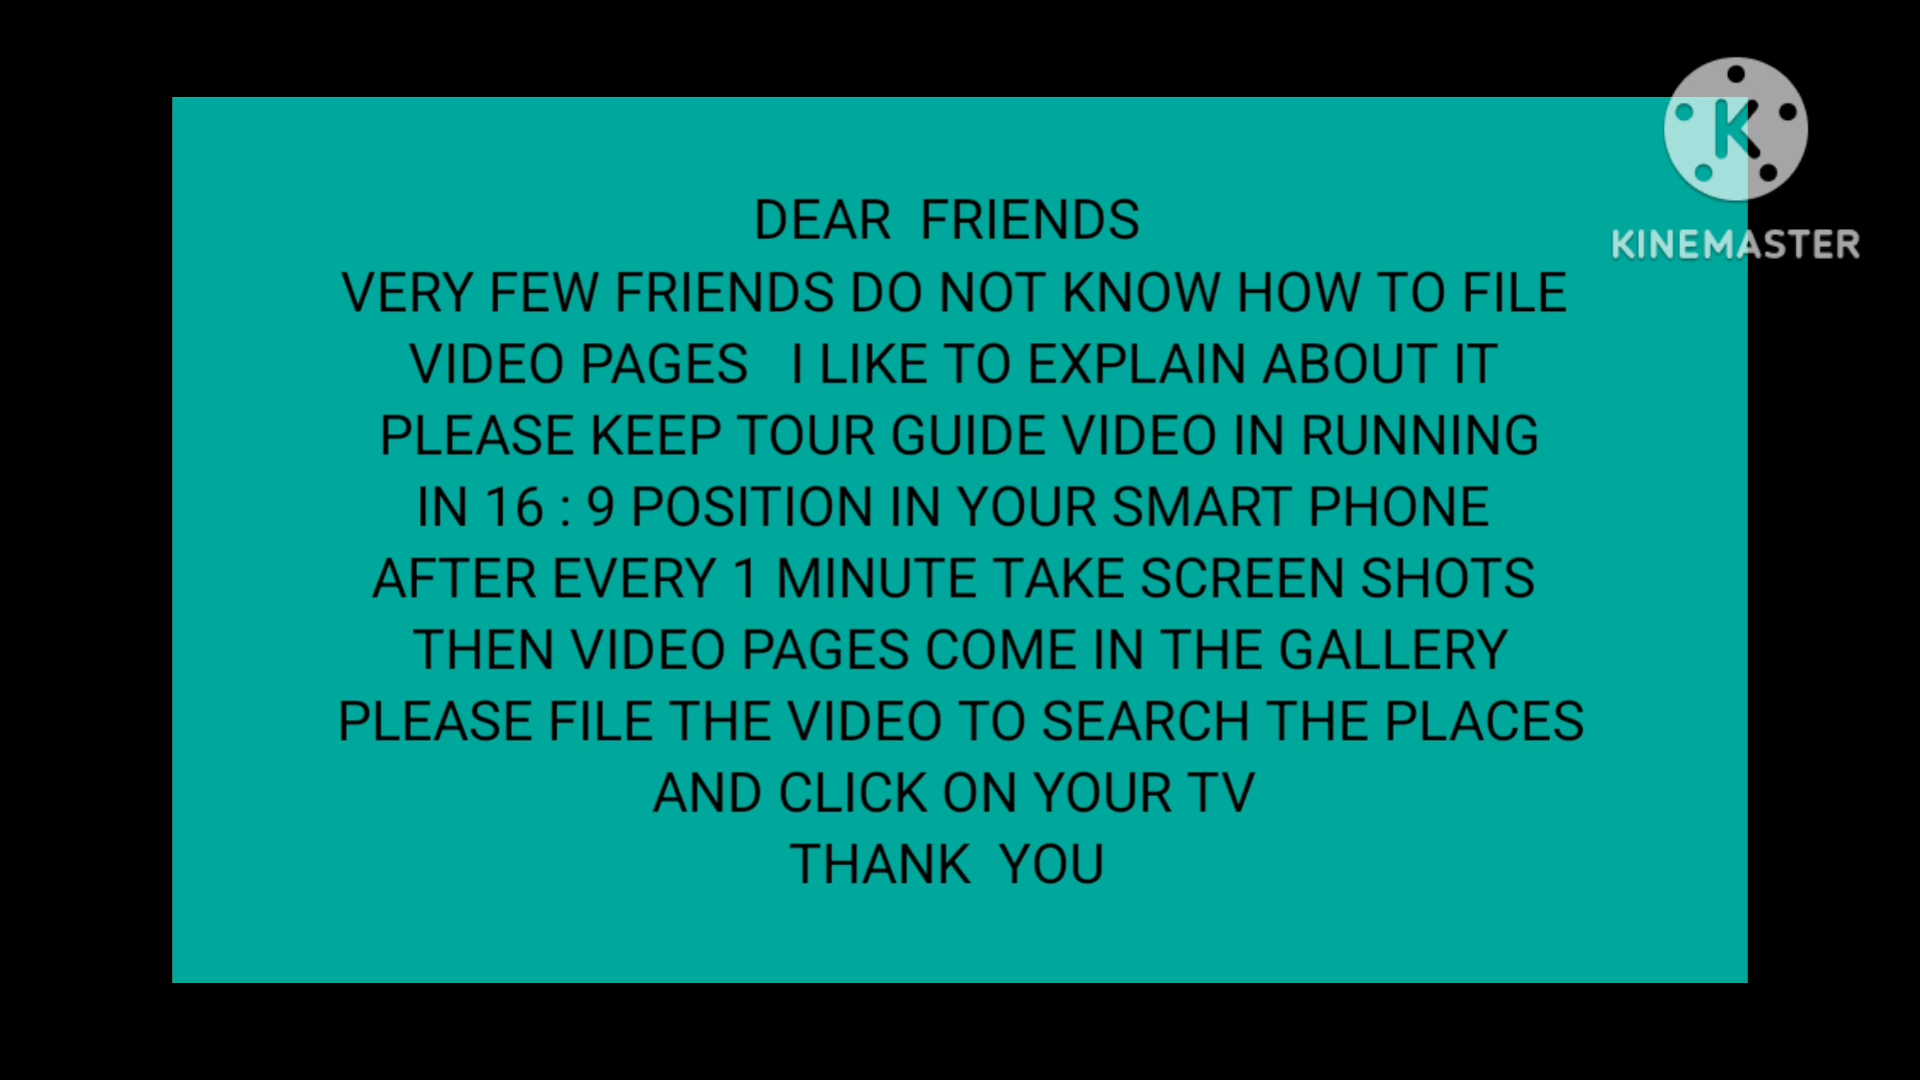 DEAR FRIENDS
VERY FEW FRIENDS DO NOT KNOW HOW TO FILE
VIDEO PAGES I LIKE TO EXPLAIN ABOUT IT
PLEASE KEEP TOUR GUIDE VIDEO IN RUNNING
IN 16 : 9 POSITION IN YOUR SMART PHONE
AFTER EVERY 1 MINUTE TAKE SCREEN SHOTS
THEN VIDEO PAGES COME IN THE GALLERY
PLEASE FILE THE VIDEO TO SEARCH THE PLACES
AND CLICK ON YOUR TV
THANK YOU
K
KINEMASTER